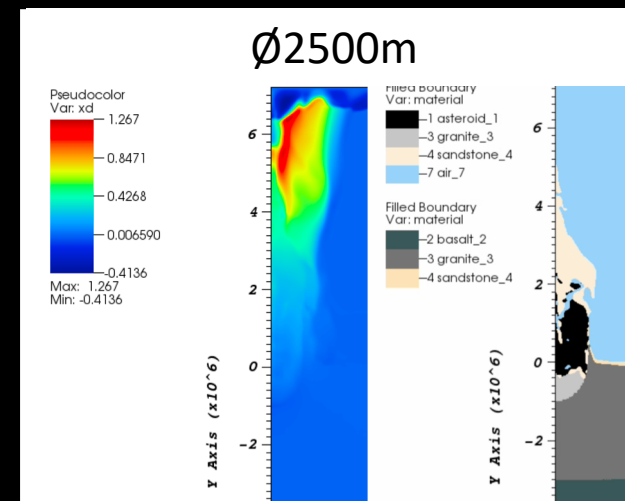 Ø2500m
Pseudocolor
Var: xd
1.267
0.8471
0.4268
0.006590
-0.4136
Max: 1.267
Min: -0.4136
6
4
2
0
-2
Y Axis (x10^6)
Filled Boundary
Var: material
1 asteroid_1
3 granite_3
4 sandstone_4
7 air_7
Filled Boundary
Var: material
2 basalt_2
3 granite_3
4 sandstone_4
6
4
2
0
-2
Y Axis (x10^6)